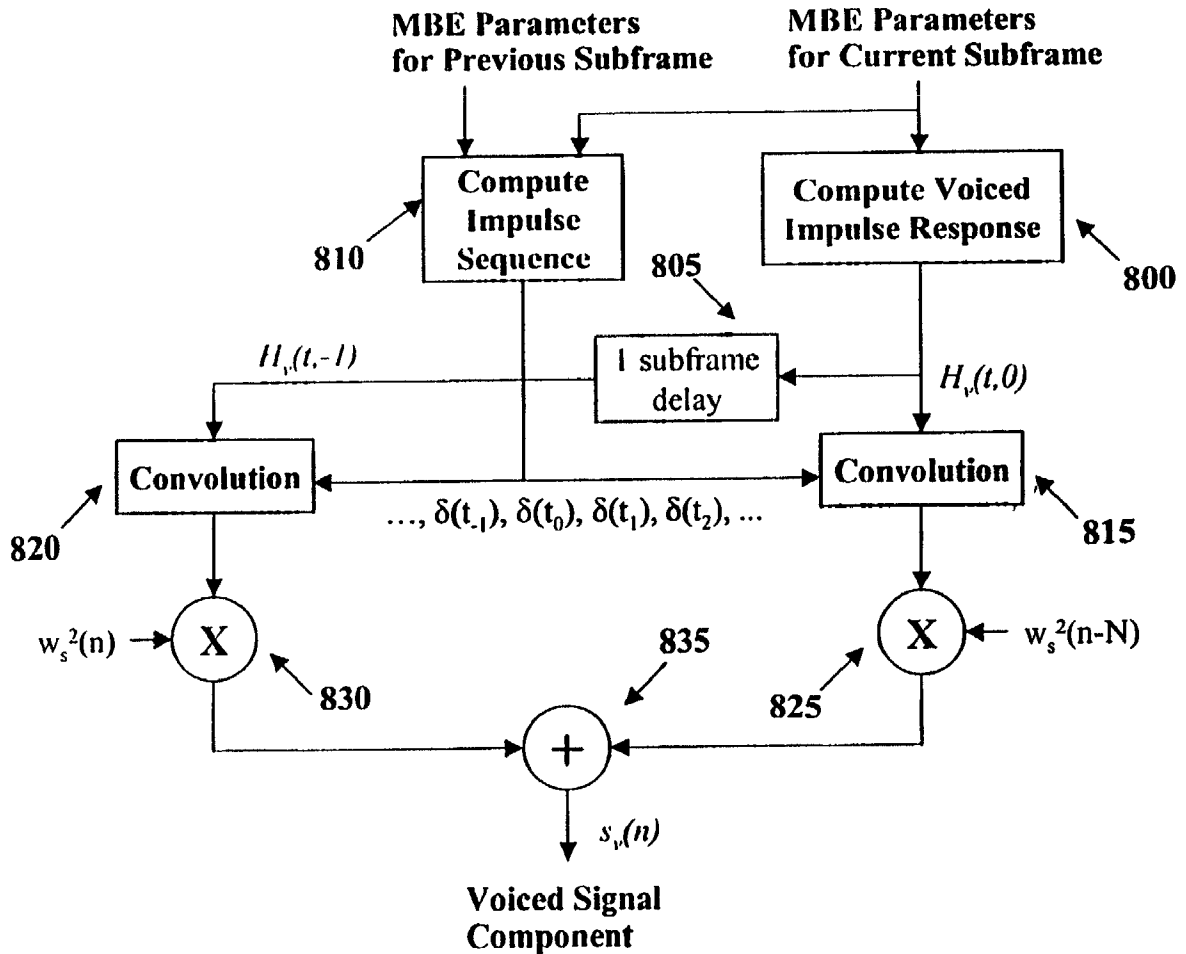 MBE Parameters
for Previous Subframe
MBE Parameters
for Current Subframe
Compute
Impulse
Sequence
Compute Voiced
Impulse Response
810
805
800
H_v(t,-1)
1 subframe
delay
H_v(t,0)
Convolution
Convolution
..., δ(t_-1), δ(t_0), δ(t_1), δ(t_2), ...
820
815
w_s^2(n)
X
830
835
X
825
w_s^2(n-N)
+
s_v(n)
Voiced Signal
Component